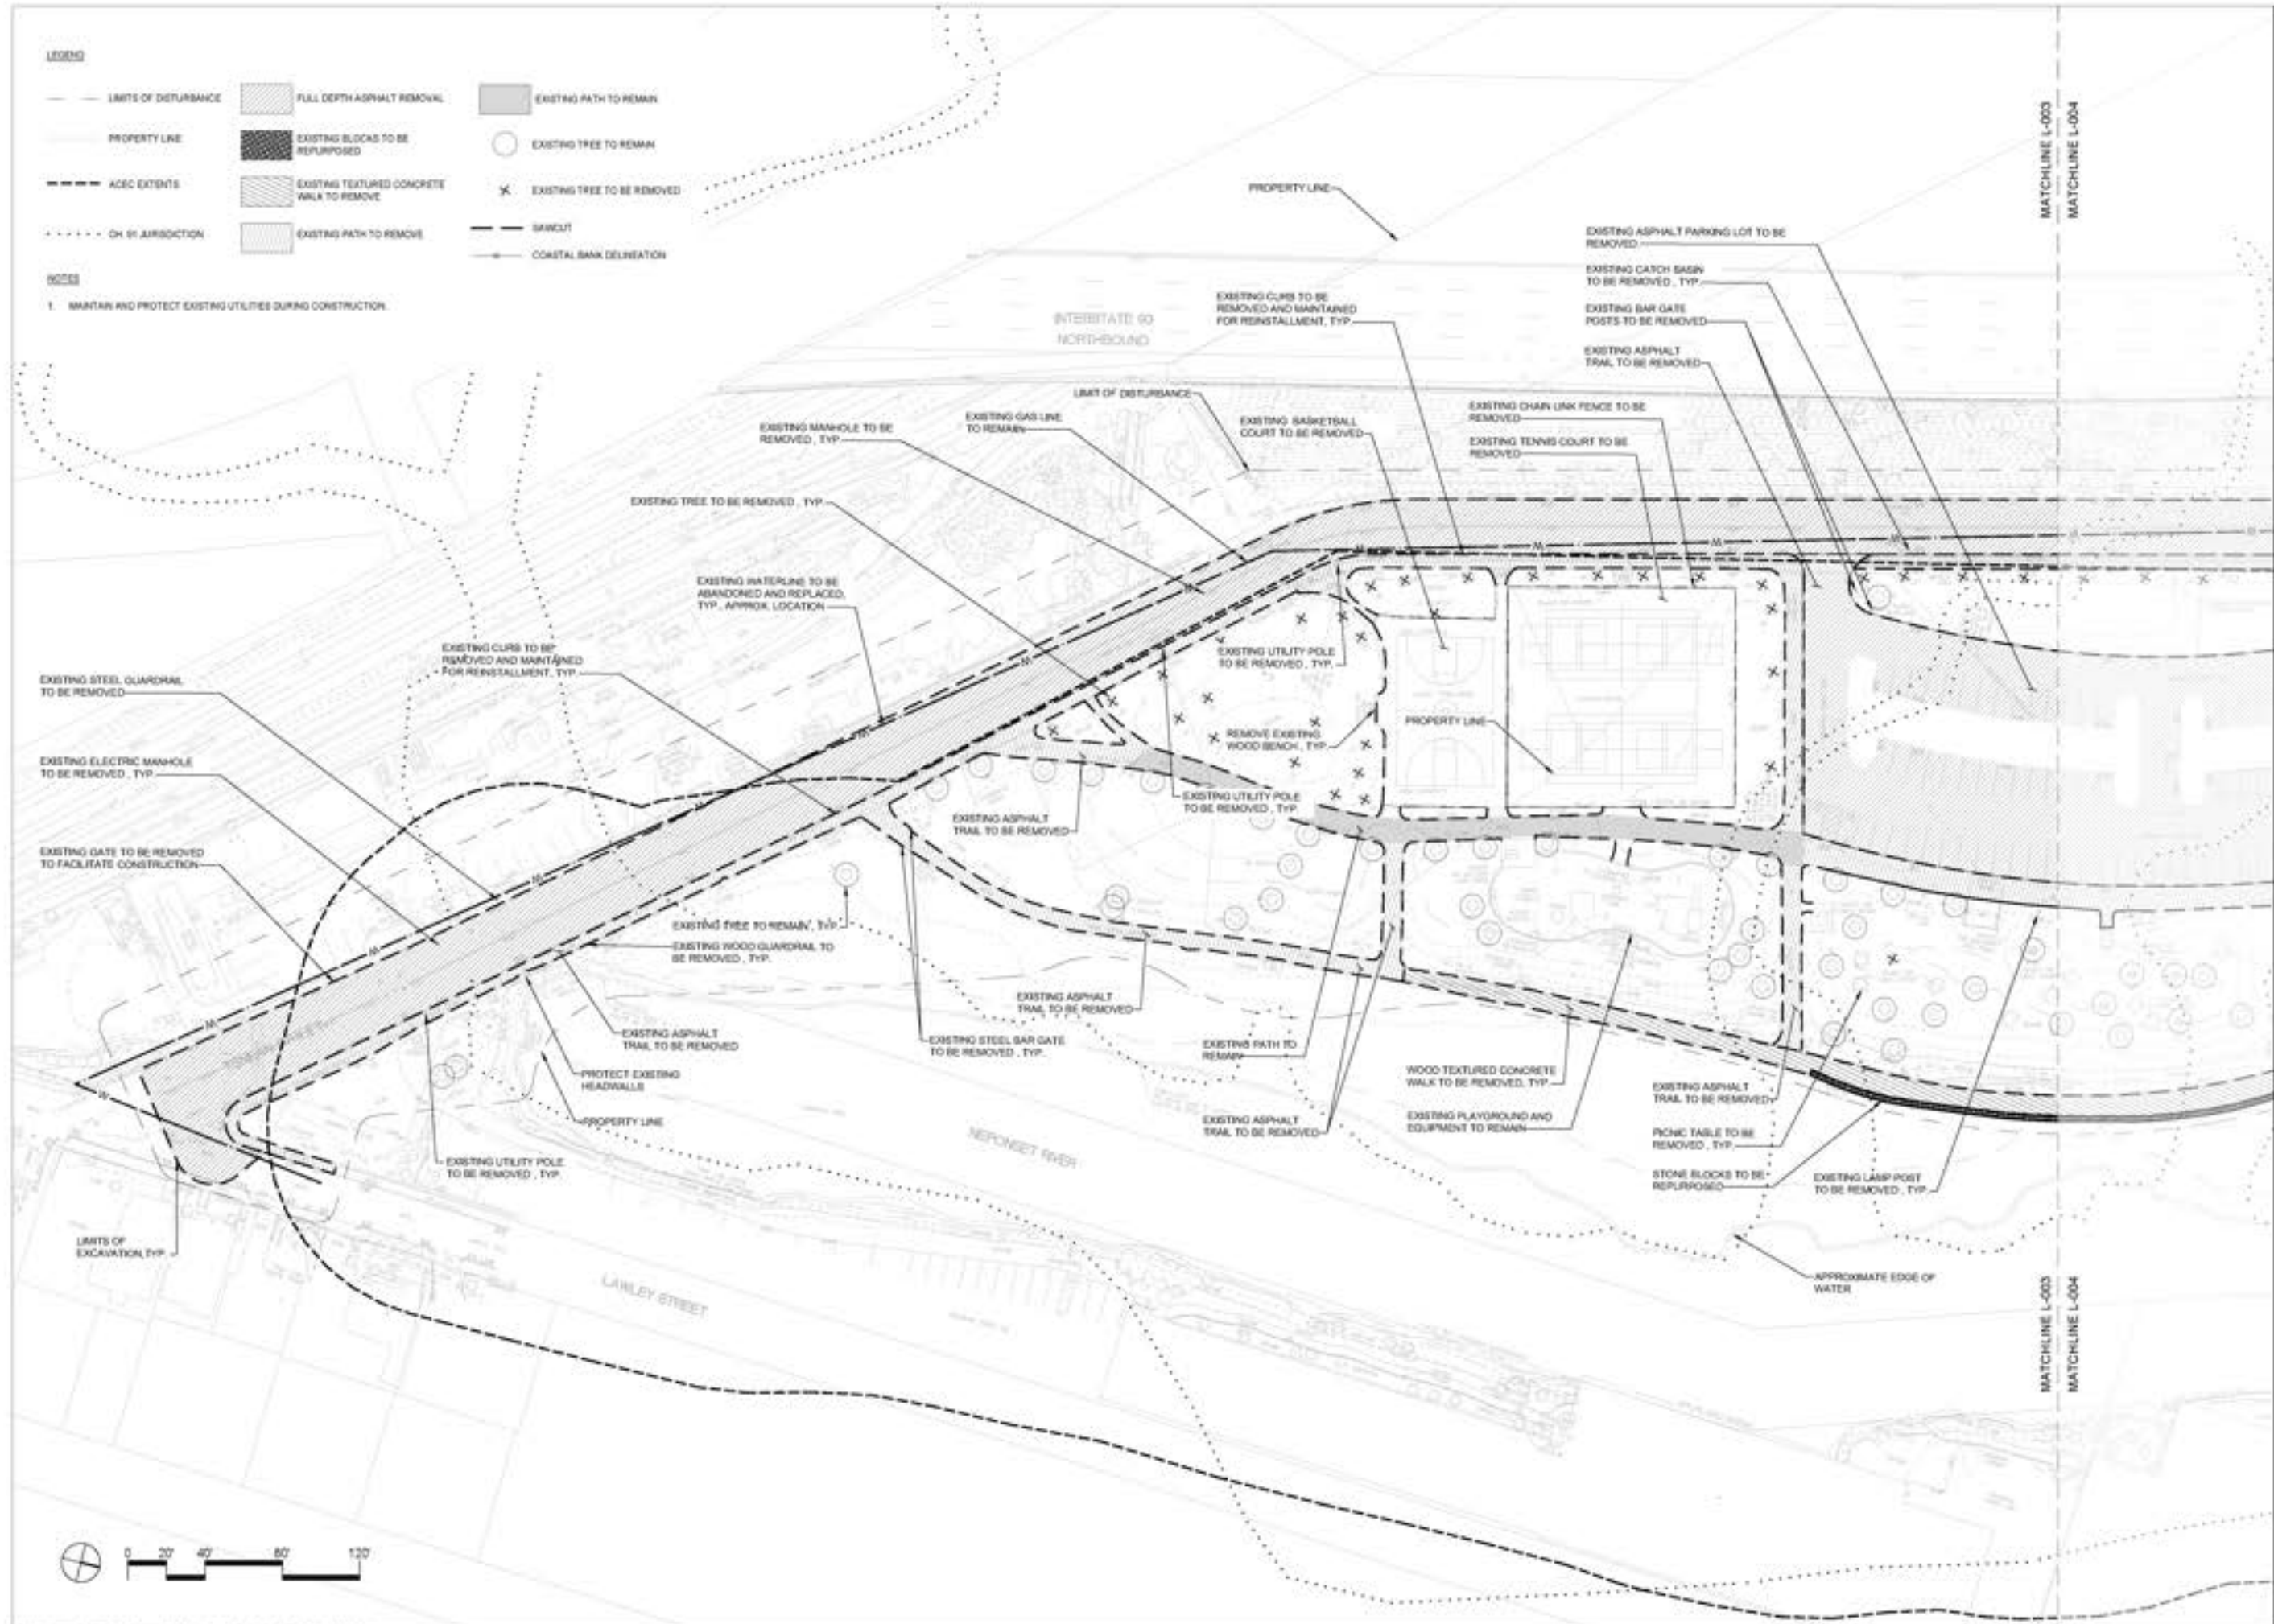 LEGEND
LIMITS OF DISTURBANCE
PROPERTY LINE
ACEC EXTENTS
CH. 91 JURISDICTION
FULL DEPTH ASPHALT REMOVAL
EXISTING BLOCKS TO BE
REPURPOSED
EXISTING TEXTURED CONCRETE
WALK TO REMOVE
EXISTING PATH TO REMOVE
EXISTING PATH TO REMAIN
EXISTING TREE TO REMAIN
EXISTING TREE TO BE REMOVED
SAWCUT
COASTAL BANK DELINEATION
NOTES
1. MAINTAIN AND PROTECT EXISTING UTILITIES DURING CONSTRUCTION.
MATCHLINE L-003
MATCHLINE L-004
PROPERTY LINE
EXISTING ASPHALT PARKING LOT TO BE
REMOVED
EXISTING CATCH BASIN
TO BE REMOVED , TYP.
EXISTING BAR GATE
POSTS TO BE REMOVED
EXISTING ASPHALT
TRAIL TO BE REMOVED
EXISTING CURB TO BE
REMOVED AND MAINTAINED
FOR REINSTALLMENT, TYP.
INTERSTATE 90
NORTHBOUND
LIMIT OF DISTURBANCE
EXISTING BASKETBALL
COURT TO BE REMOVED
EXISTING CHAIN LINK FENCE TO BE
REMOVED
EXISTING TENNIS COURT TO BE
REMOVED
EXISTING GAS LINE
TO REMAIN
EXISTING MANHOLE TO BE
REMOVED , TYP.
EXISTING TREE TO BE REMOVED , TYP.
EXISTING WATERLINE TO BE
ABANDONED AND REPLACED,
TYP., APPROX. LOCATION
EXISTING CURB TO BE
REMOVED AND MAINTAINED
FOR REINSTALLMENT, TYP.
EXISTING STEEL GUARDRAIL
TO BE REMOVED
EXISTING ELECTRIC MANHOLE
TO BE REMOVED , TYP.
EXISTING GATE TO BE REMOVED
TO FACILITATE CONSTRUCTION
EXISTING UTILITY POLE
TO BE REMOVED , TYP.
PROPERTY LINE
REMOVE EXISTING
WOOD BENCH , TYP.
EXISTING UTILITY POLE
TO BE REMOVED , TYP.
EXISTING ASPHALT
TRAIL TO BE REMOVED
EXISTING TREE TO REMAIN , TYP.
EXISTING WOOD GUARDRAIL TO
BE REMOVED , TYP.
EXISTING ASPHALT
TRAIL TO BE REMOVED
EXISTING ASPHALT
TRAIL TO BE REMOVED
EXISTING STEEL BAR GATE
TO BE REMOVED , TYP.
PROTECT EXISTING
HEADWALLS
PROPERTY LINE
EXISTING UTILITY POLE
TO BE REMOVED , TYP.
LIMITS OF
EXCAVATION, TYP.
EXISTING PATH TO
REMAIN
EXISTING ASPHALT
TRAIL TO BE REMOVED
WOOD TEXTURED CONCRETE
WALK TO BE REMOVED, TYP.
EXISTING PLAYGROUND AND
EQUIPMENT TO REMAIN
EXISTING ASPHALT
TRAIL TO BE REMOVED
PICNIC TABLE TO BE
REMOVED , TYP.
STONE BLOCKS TO BE
REPURPOSED
EXISTING LAMP POST
TO BE REMOVED , TYP.
NEPONSET RIVER
LAWLEY STREET
APPROXIMATE EDGE OF
WATER
MATCHLINE L-003
MATCHLINE L-004
0 20' 40' 80' 120'